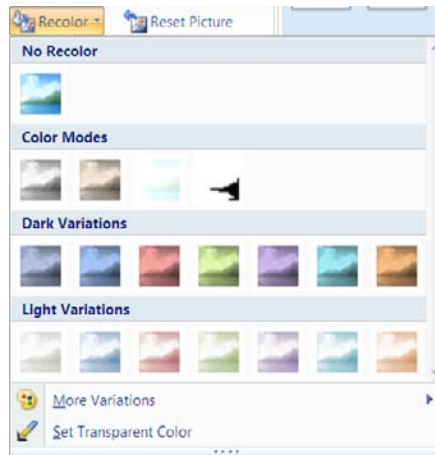 Recolor Reset Picture
No Recolor
Color Modes
Dark Variations
Light Variations
More Variations
Set Transparent Color